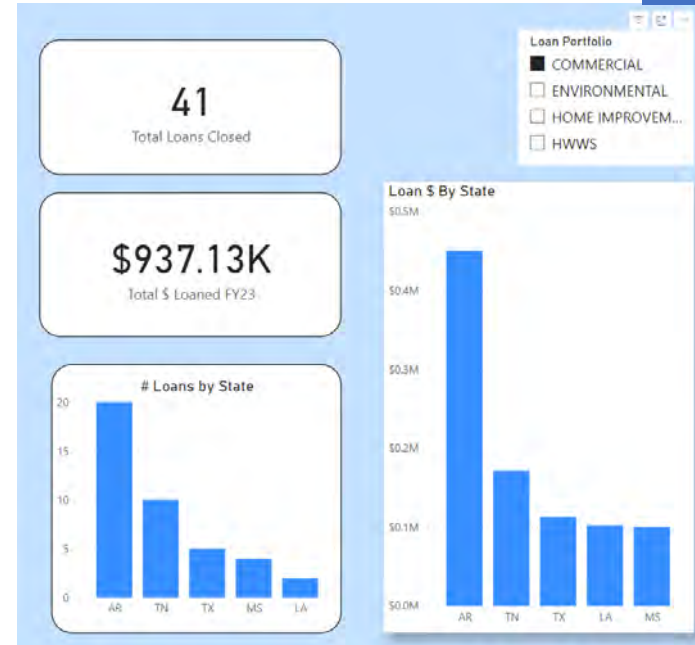 41
Total Loans Closed
$937.13K
Total $ Loaned FY23
# Loans by State
20
15
10
5
0
AR TN TX MS LA
Loan Portfolio
COMMERCIAL
ENVIRONMENTAL
HOME IMPROVEM...
HWWS
Loan $ By State
$0.5M
$0.4M
$0.3M
$0.2M
$0.1M
$0.0M
AR TN TX LA MS